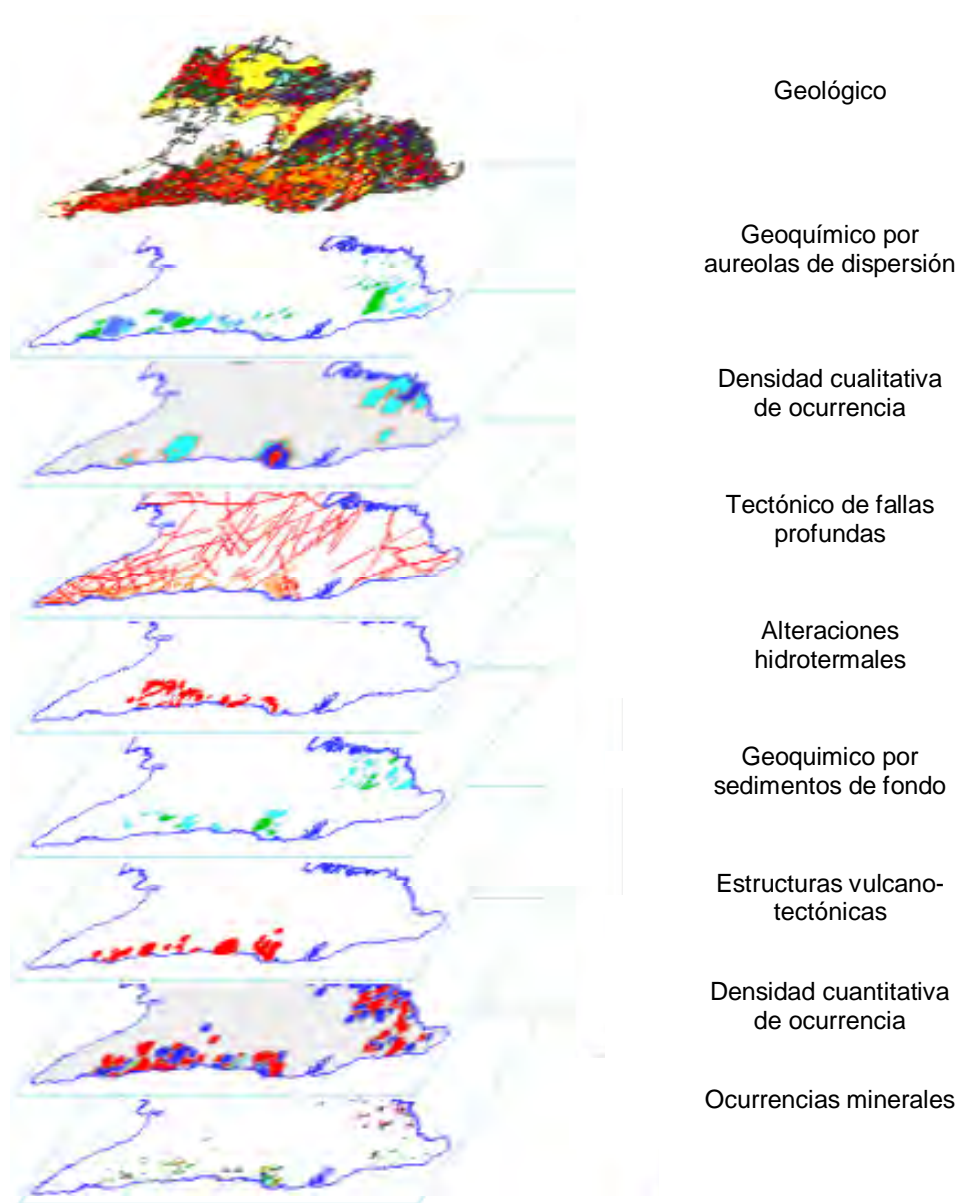 Geológico
Geoquímico por
aureolas de dispersión
Densidad cualitativa
de ocurrencia
Tectónico de fallas
profundas
Alteraciones
hidrotermales
Geoquimico por
sedimentos de fondo
Estructuras vulcano-
tectónicas
Densidad cuantitativa
de ocurrencia
Ocurrencias minerales